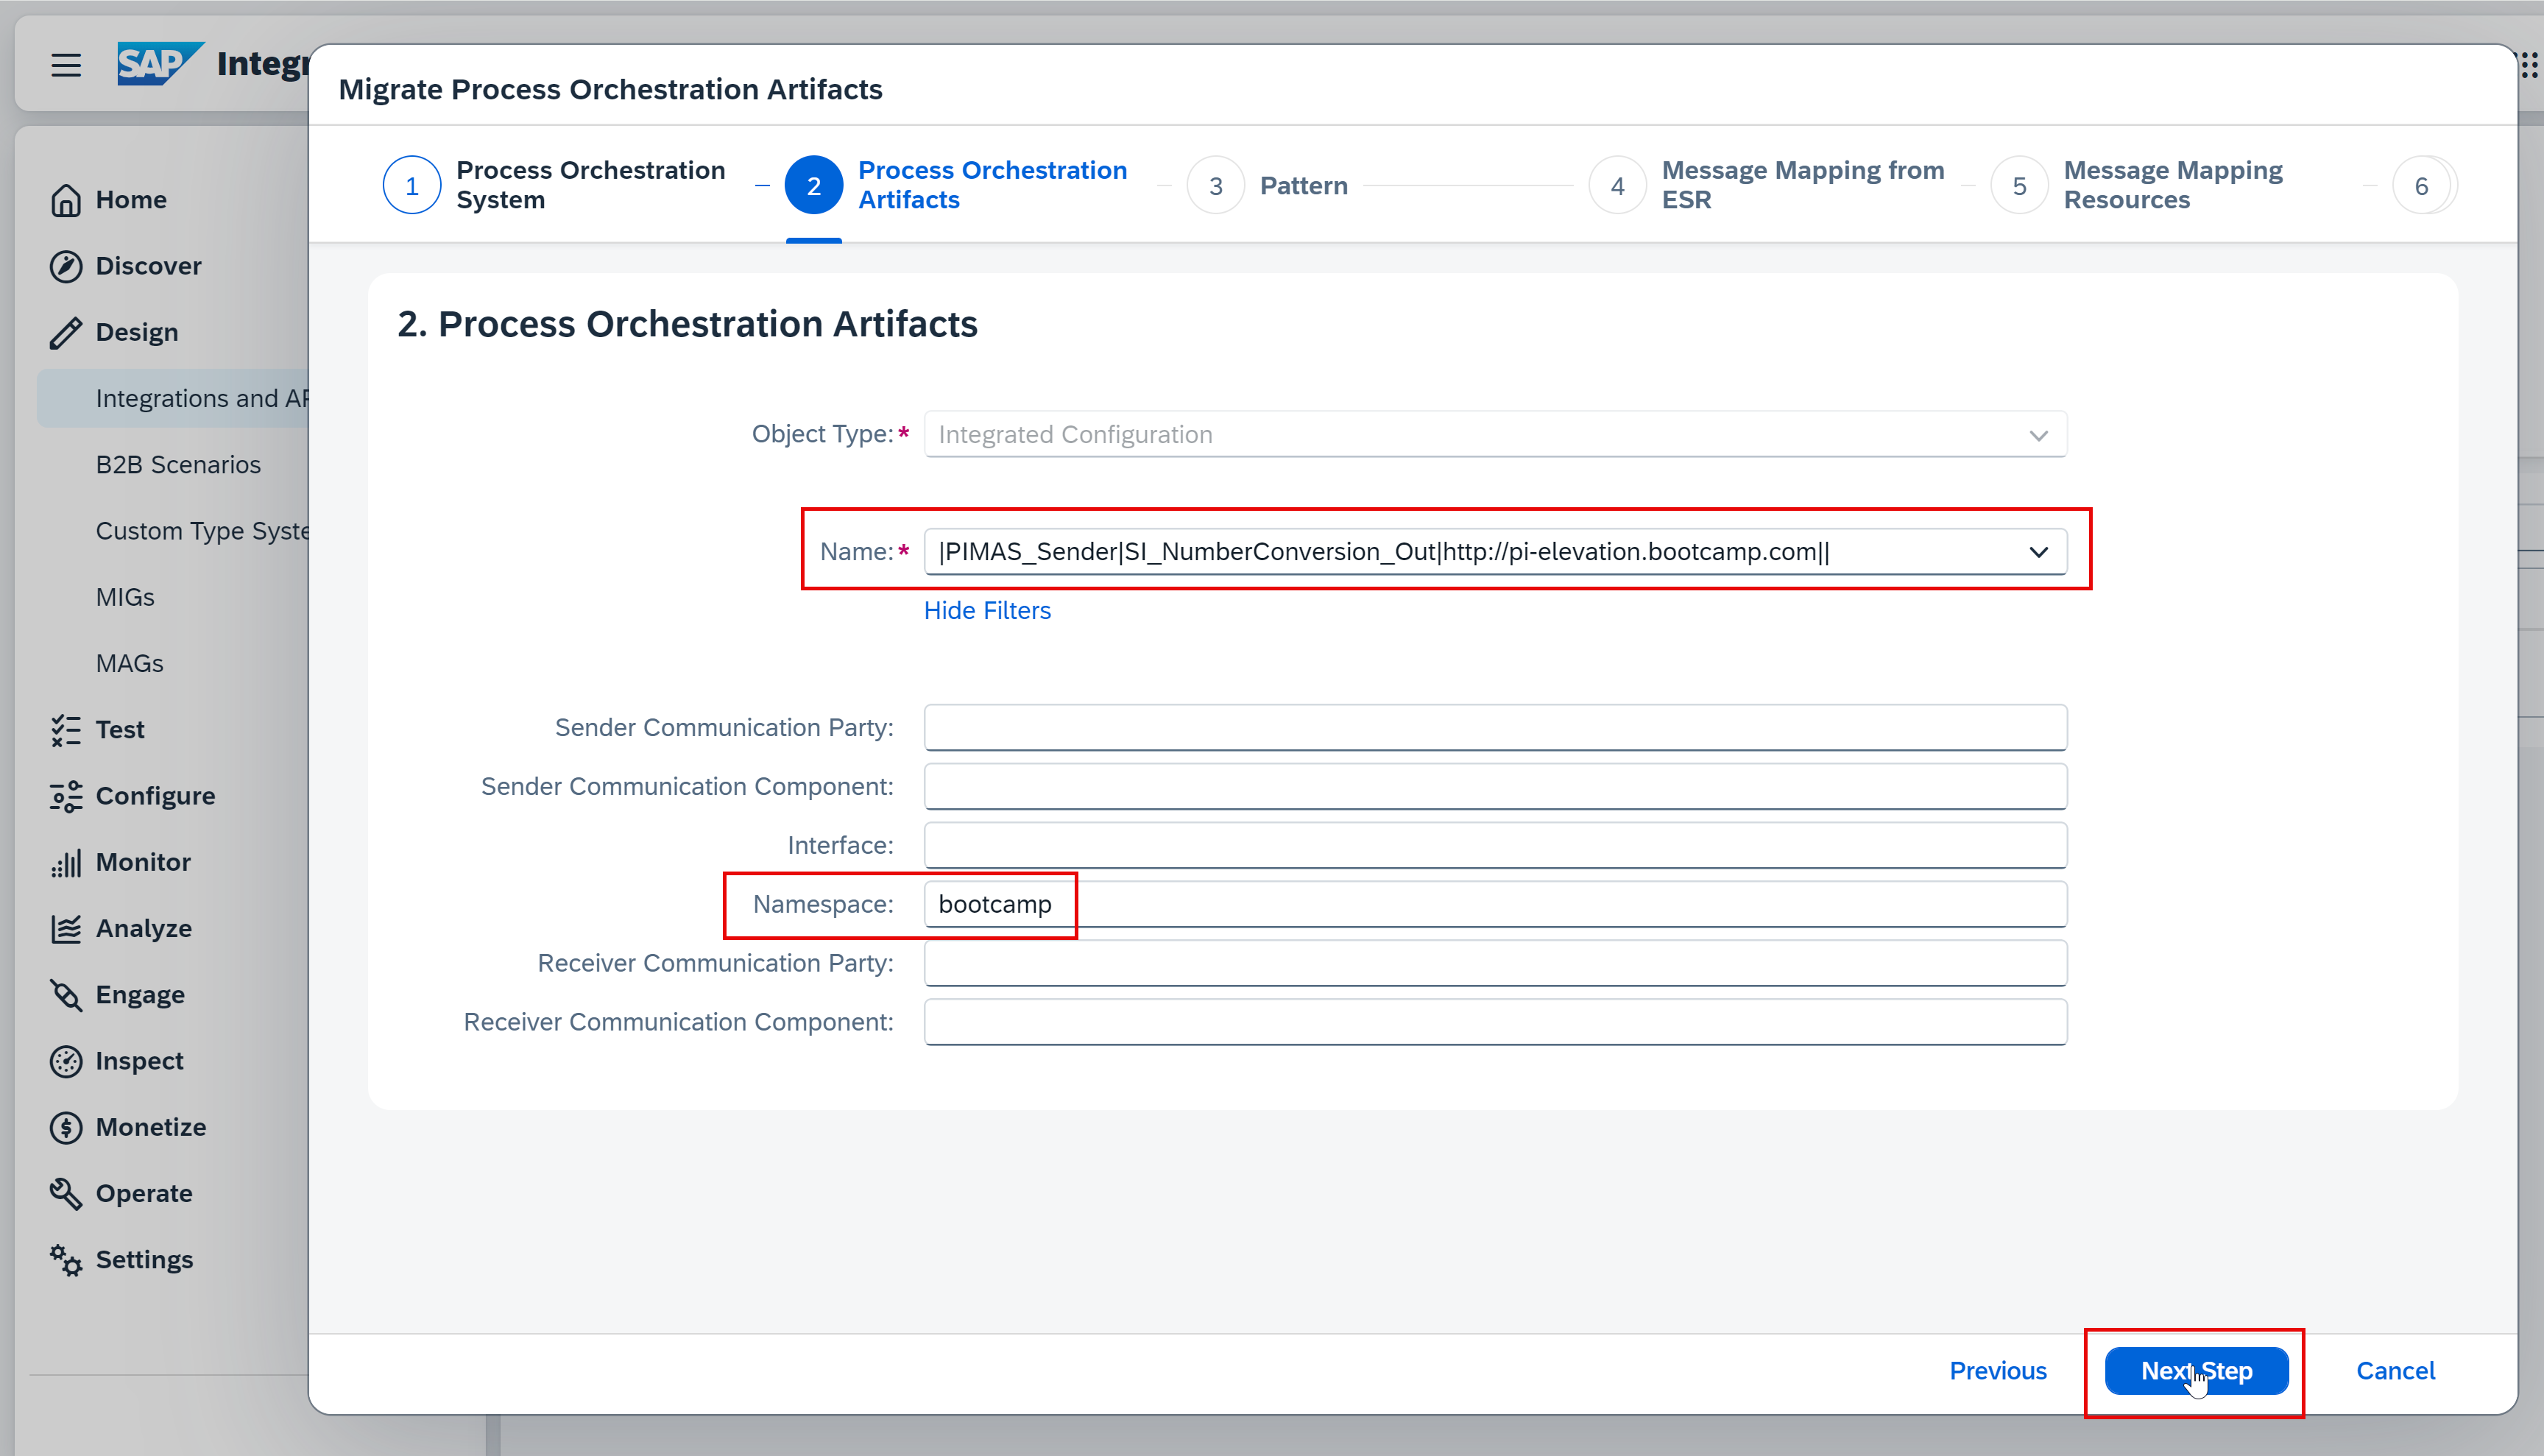 SAP Integr
Migrate Process Orchestration Artifacts
1 Process Orchestration
System
2 Process Orchestration
Artifacts
3 Pattern
4 Message Mapping from
ESR
5 Message Mapping
Resources
6
Home
Discover
Design
Integrations and AP
B2B Scenarios
Custom Type Syste
MIGs
MAGs
Test
Configure
Monitor
Analyze
Engage
Inspect
Monetize
Operate
Settings
2. Process Orchestration Artifacts
Object Type:* Integrated Configuration
Name:* |PIMAS_Sender|SI_NumberConversion_Out|http://pi-elevation.bootcamp.com||
Hide Filters
Sender Communication Party:
Sender Communication Component:
Interface:
Namespace: bootcamp
Receiver Communication Party:
Receiver Communication Component:
Previous Next Step Cancel